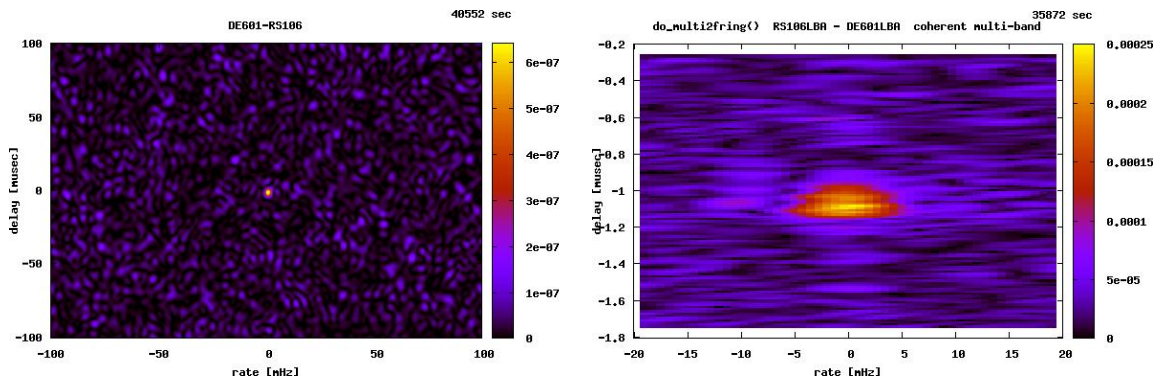 40552 sec
DE601-RS106
100
50
0
-50
-100
delay [musec]
-100
-50
0
50
100
rate [mHz]
6e-07
5e-07
4e-07
3e-07
2e-07
1e-07
0
35872 sec
do_multi2fring() RS106LBA - DE601LBA coherent multi-band
-0.2
-0.4
-0.6
-0.8
-1
-1.2
-1.4
-1.6
-1.8
delay [musec]
-20
-15
-10
-5
0
5
10
15
20
rate [mHz]
0.00025
0.0002
0.00015
0.0001
5e-05
0